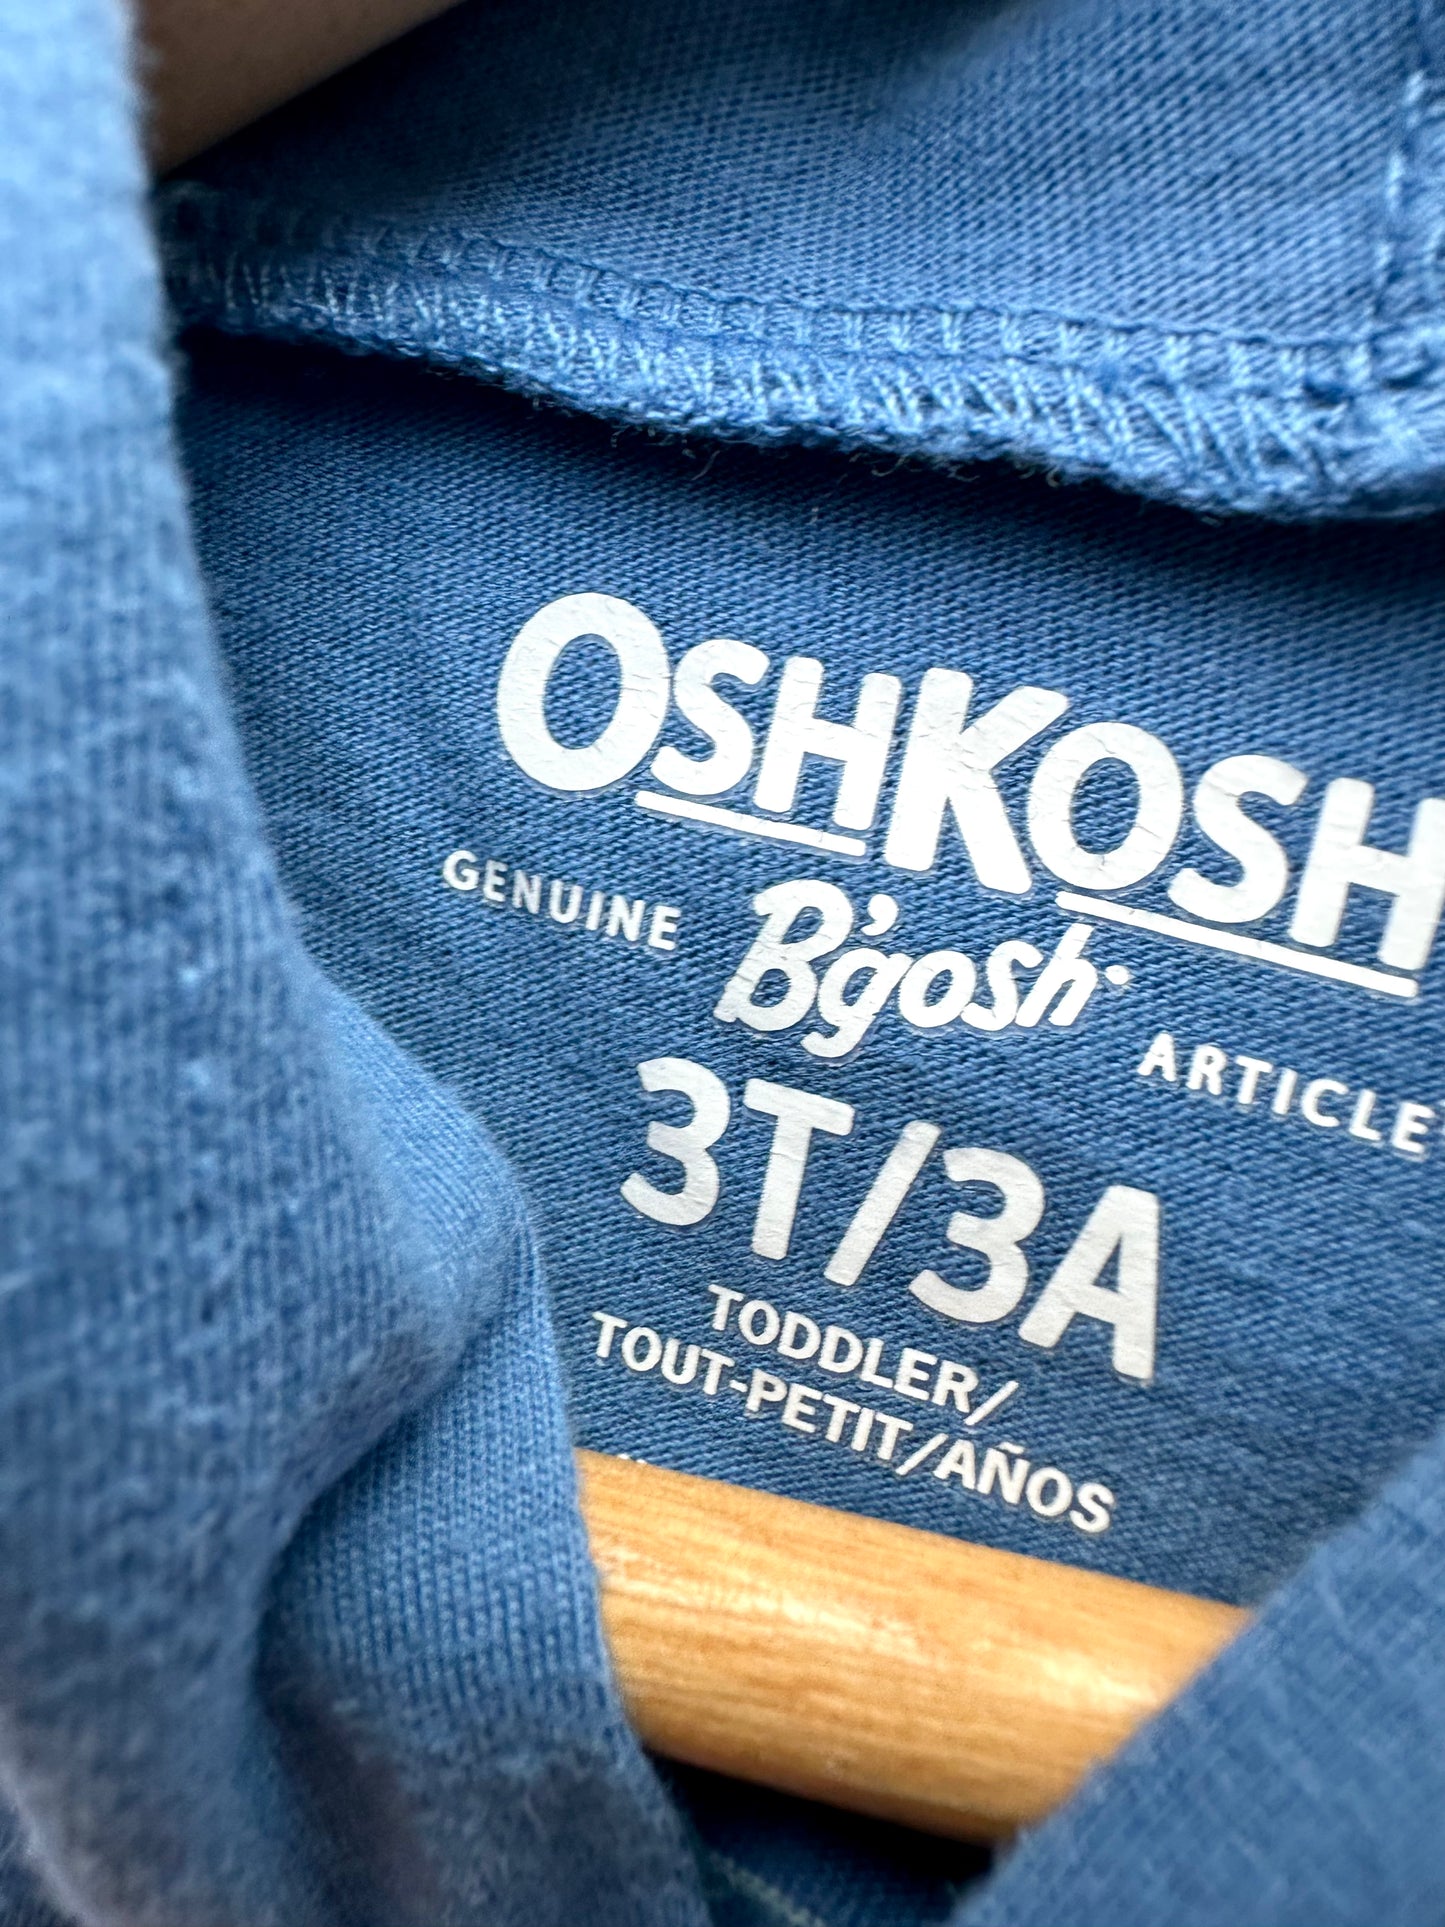 OSHKOSH
GENUINE B'gosh ARTICLE
3T/3A
TODDLER/
TOUT-PETIT/AÑOS